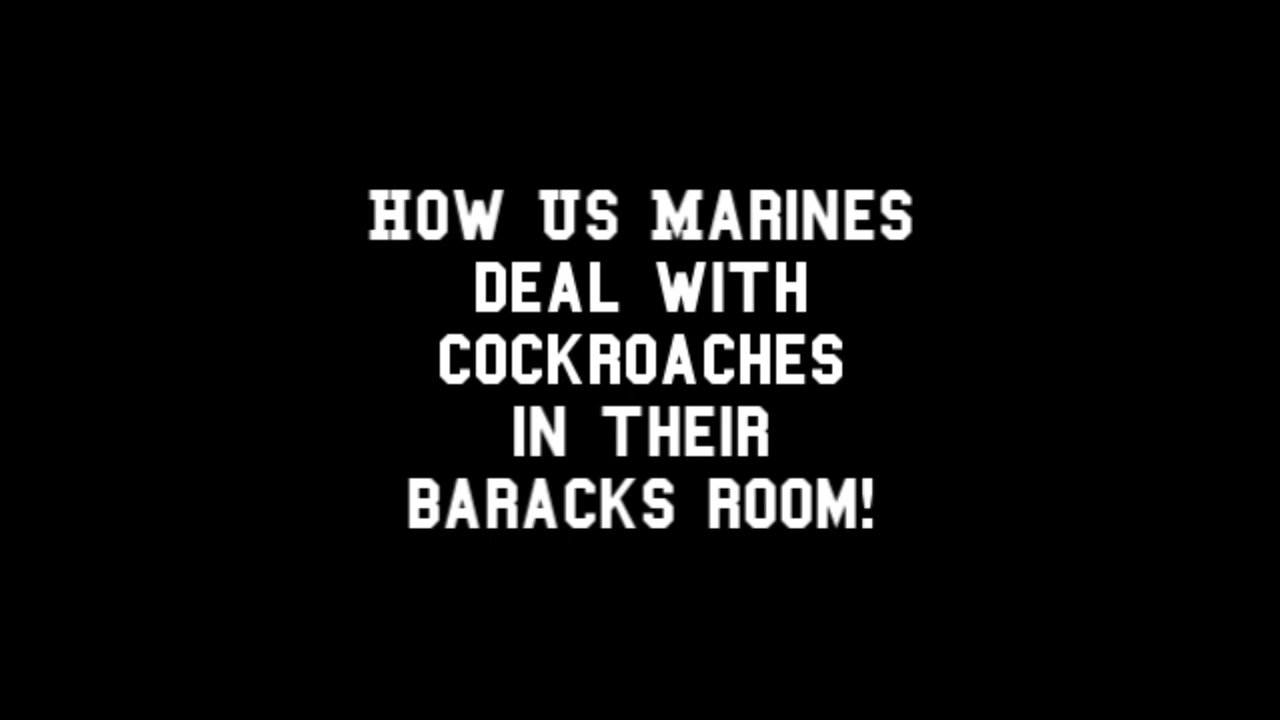 How Us Marines
deal with
cockroaches
in their
baracks room!